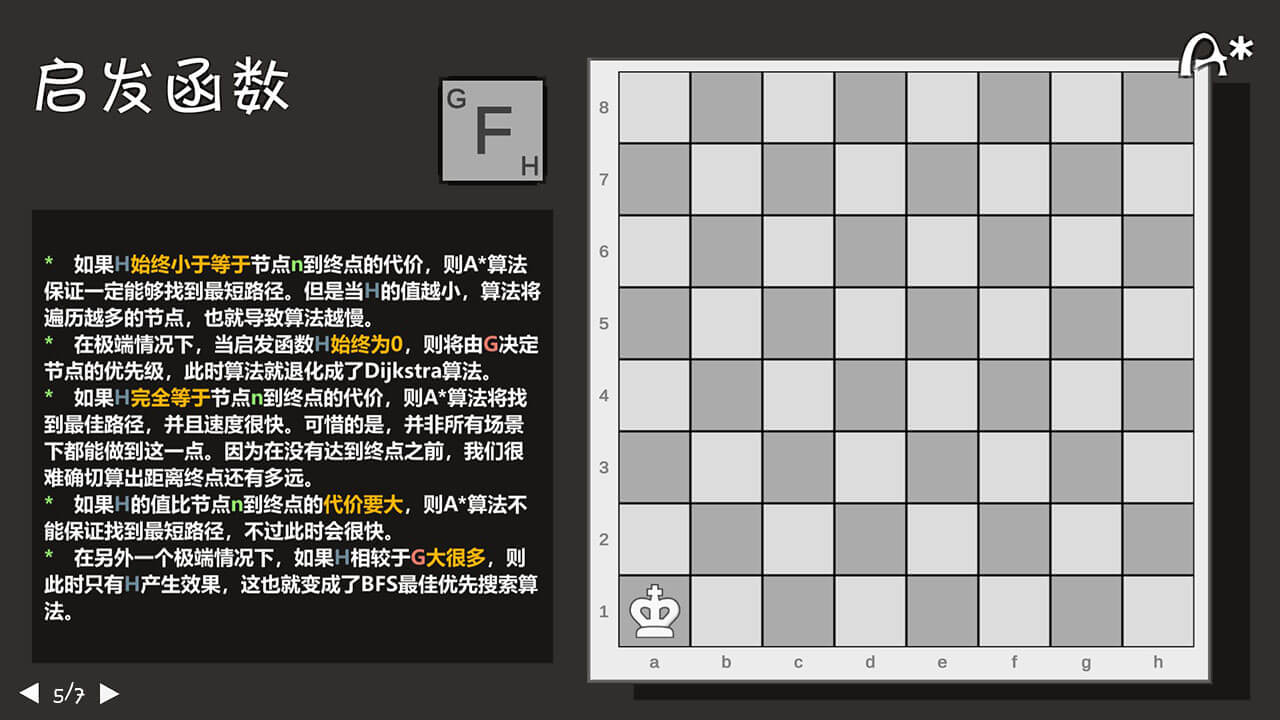 启发函数
A*
G
F
H
* 如果H始终小于等于节点n到终点的代价，则A*算法
保证一定能够找到最短路径。但是当H的值越小，算法将
遍历越多的节点，也就导致算法越慢。
* 在极端情况下，当启发函数H始终为0，则将由G决定
节点的优先级，此时算法就退化成了Dijkstra算法。
* 如果H完全等于节点n到终点的代价，则A*算法将找
到最佳路径，并且速度很快。可惜的是，并非所有场景
下都能做到这一点。因为在没有达到终点之前，我们很
难确切算出距离终点还有多远。
* 如果H的值比节点n到终点的代价要大，则A*算法不
能保证找到最短路径，不过此时会很快。
* 在另外一个极端情况下，如果H相较于G大很多，则
此时只有H产生效果，这也就变成了BFS最佳优先搜索算
法。
5/7
8
7
6
5
4
3
2
1
a b c d e f g h